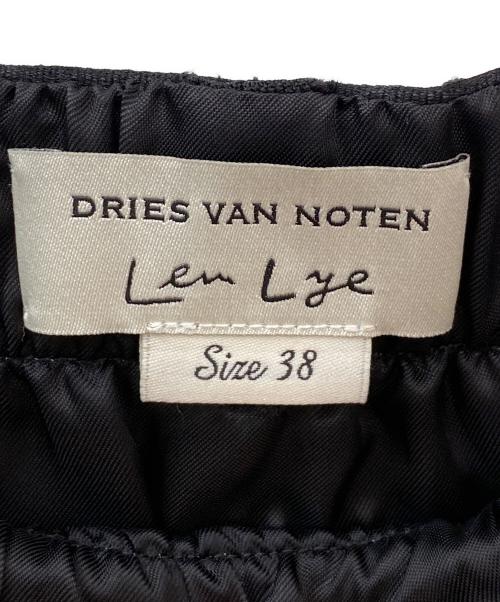 DRIES VAN NOTEN
Len Lye
Size 38